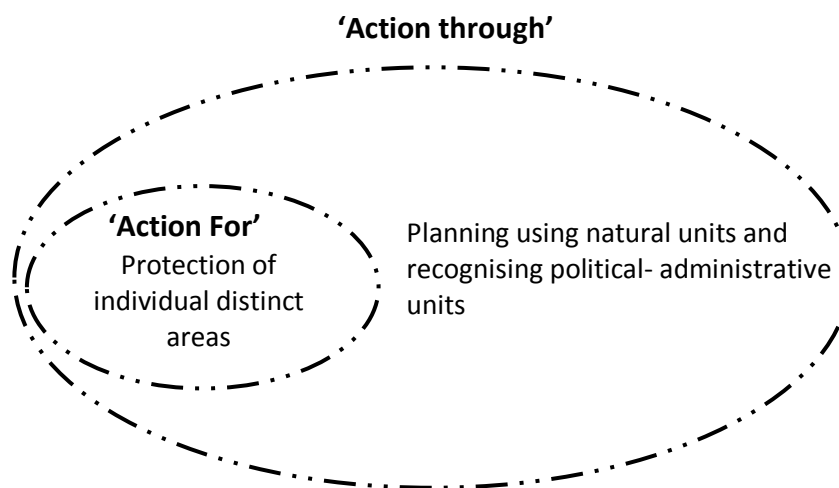 ‘Action through’
‘Action For’
Protection of
individual distinct
areas
Planning using natural units and
recognising political- administrative
units